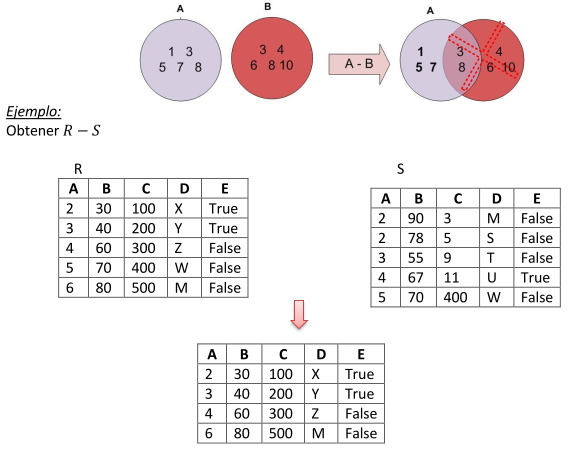 A
B
A
1 3
5 7 8
3 4
6 8 10
A - B
1 3 4
5 7 8 6 10
Ejemplo:
Obtener R − S
R
A B C D E
2 30 100 X True
3 40 200 Y True
4 60 300 Z False
5 70 400 W False
6 80 500 M False
S
A B C D E
2 90 3 M False
2 78 5 S False
3 55 9 T False
4 67 11 U True
5 70 400 W False
A B C D E
2 30 100 X True
3 40 200 Y True
4 60 300 Z False
6 80 500 M False